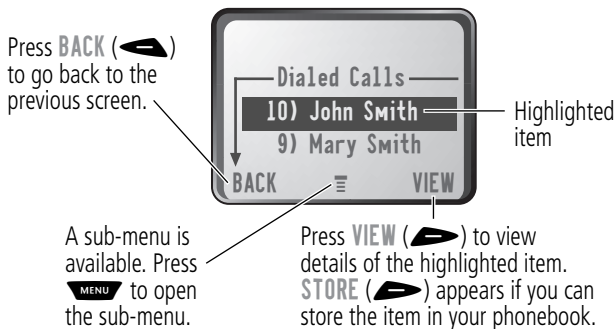 Press BACK ( )
to go back to the
previous screen.
Dialed Calls
10) John Smith
9) Mary Smith
BACK VIEW
Highlighted
item
A sub-menu is
available. Press
MENU to open
the sub-menu.
Press VIEW ( ) to view
details of the highlighted item.
STORE ( ) appears if you can
store the item in your phonebook.